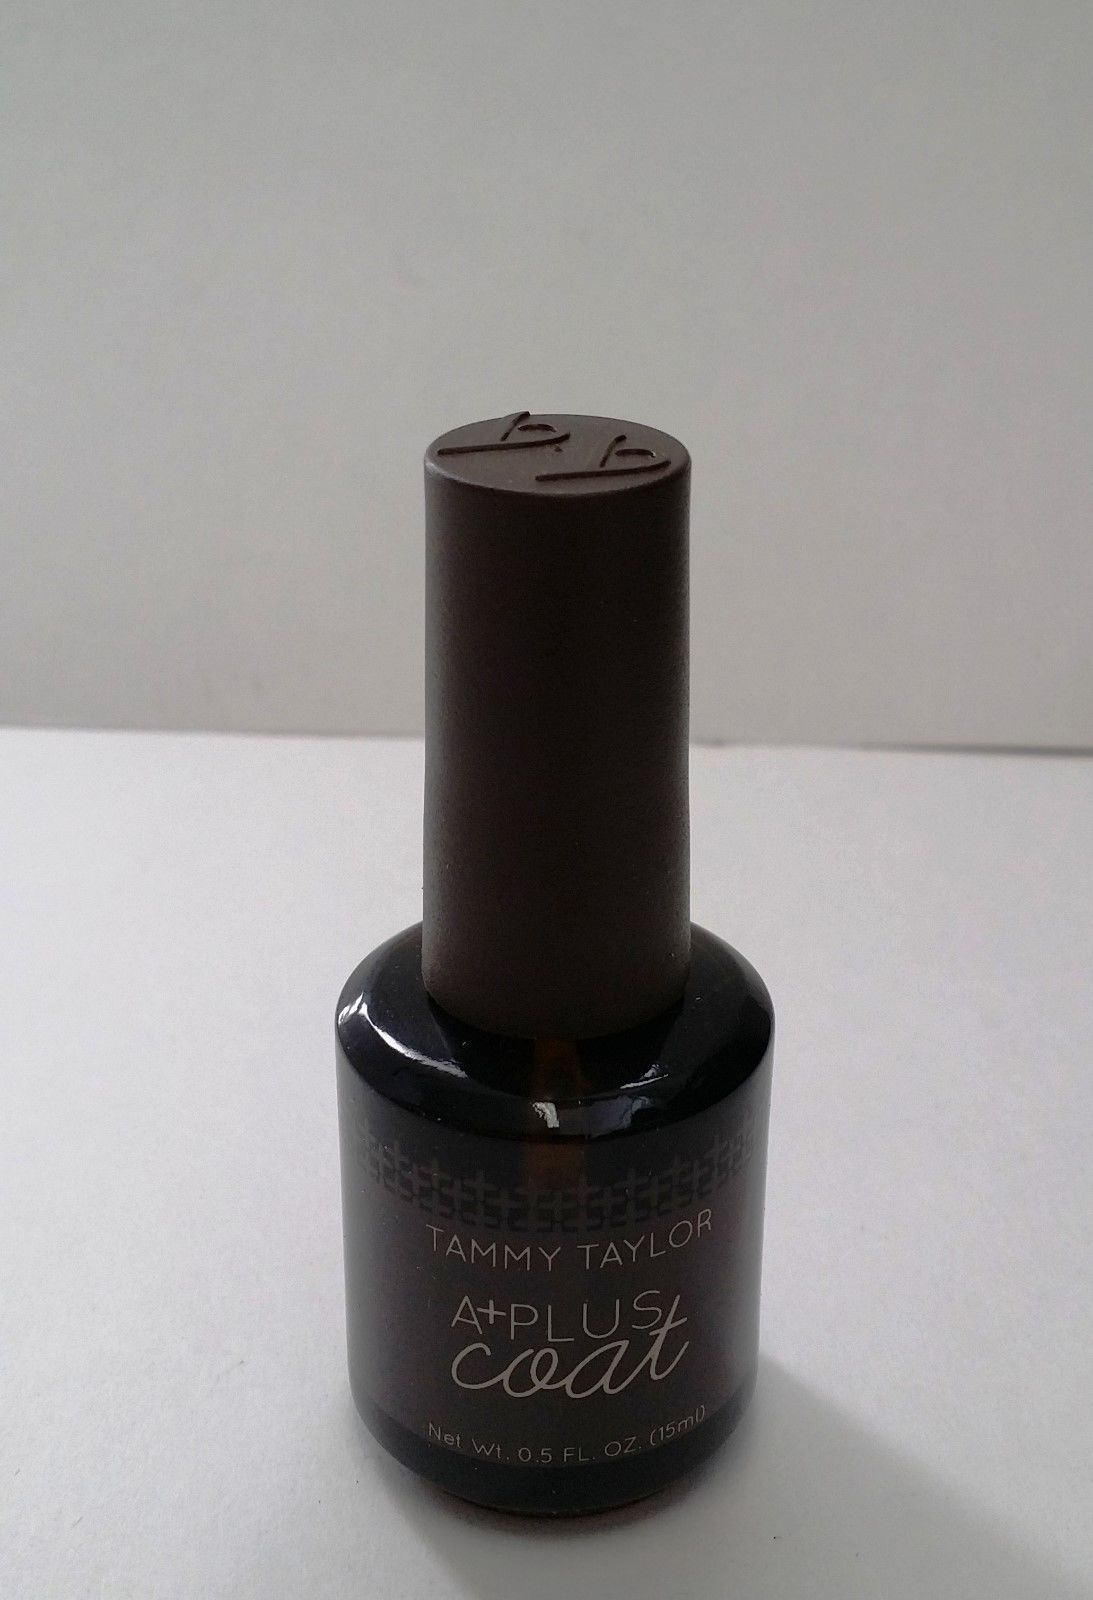 TAMMY TAYLOR
A+PLUS
coat
Net Wt. 0.5 FL. OZ. (15ml)